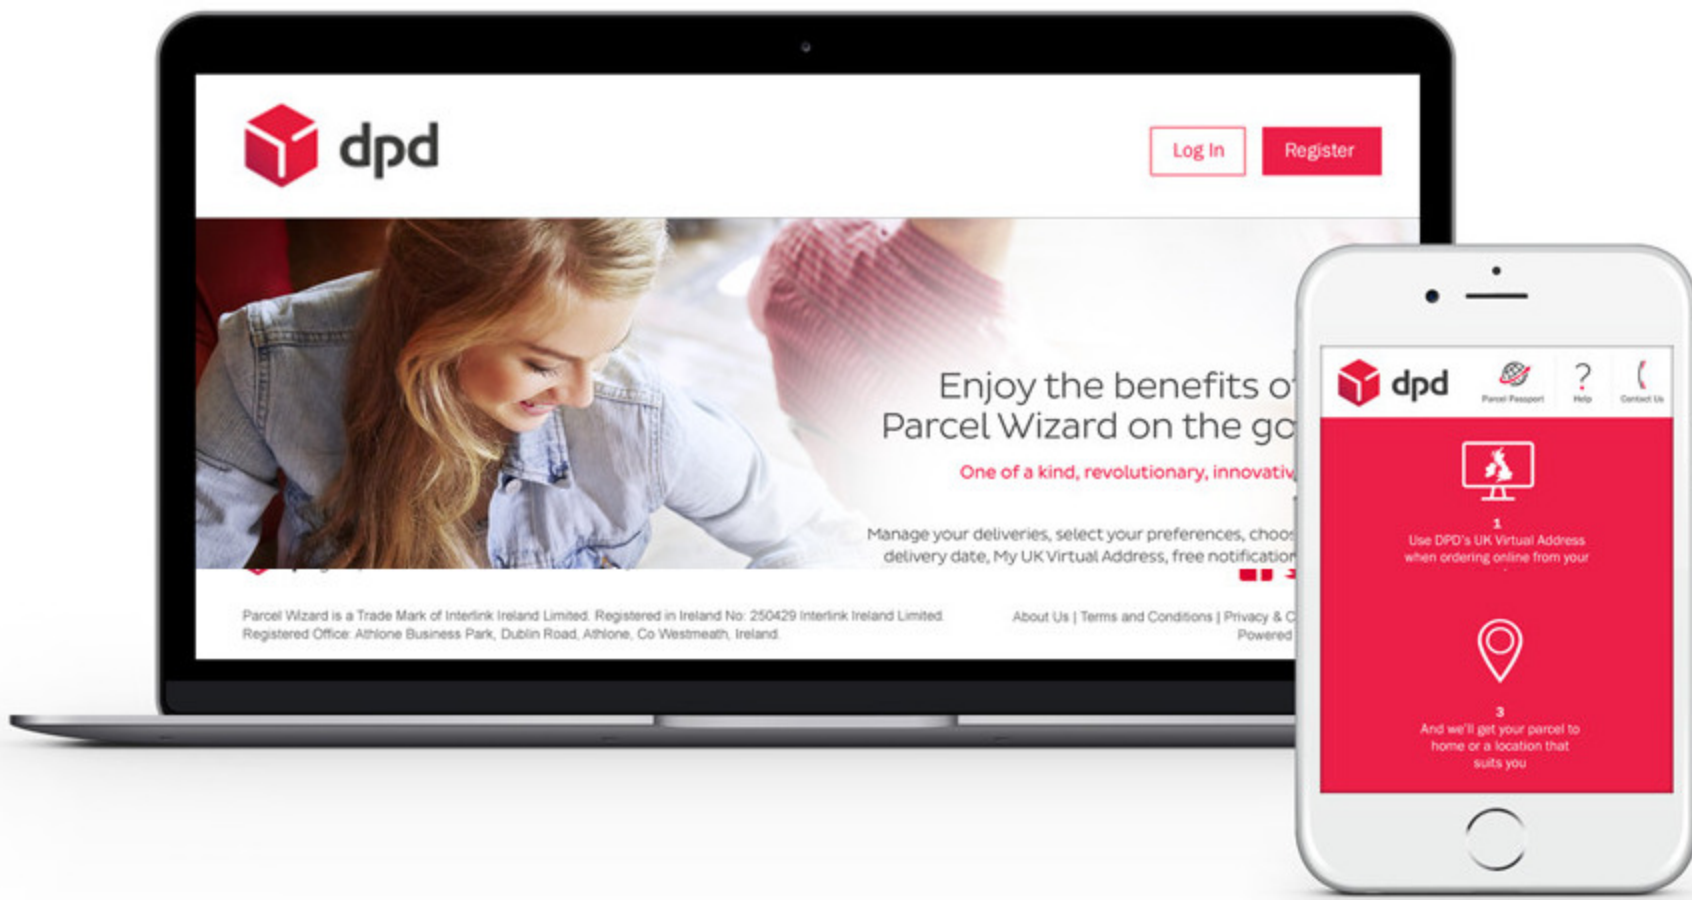 dpd
Log In
Register
Enjoy the benefits of
Parcel Wizard on the go
One of a kind, revolutionary, innovativ
Manage your deliveries, select your preferences, choos
delivery date, My UK Virtual Address, free notification
Parcel Wizard is a Trade Mark of Interlink Ireland Limited. Registered in Ireland No: 250429 Interlink Ireland Limited.
Registered Office: Athlone Business Park, Dublin Road, Athlone, Co Westmeath, Ireland.
About Us | Terms and Conditions | Privacy & C
Powered
dpd
Parcel Passport
Help
Contact Us
1
Use DPD's UK Virtual Address
when ordering online from your
3
And we'll get your parcel to
home or a location that
suits you